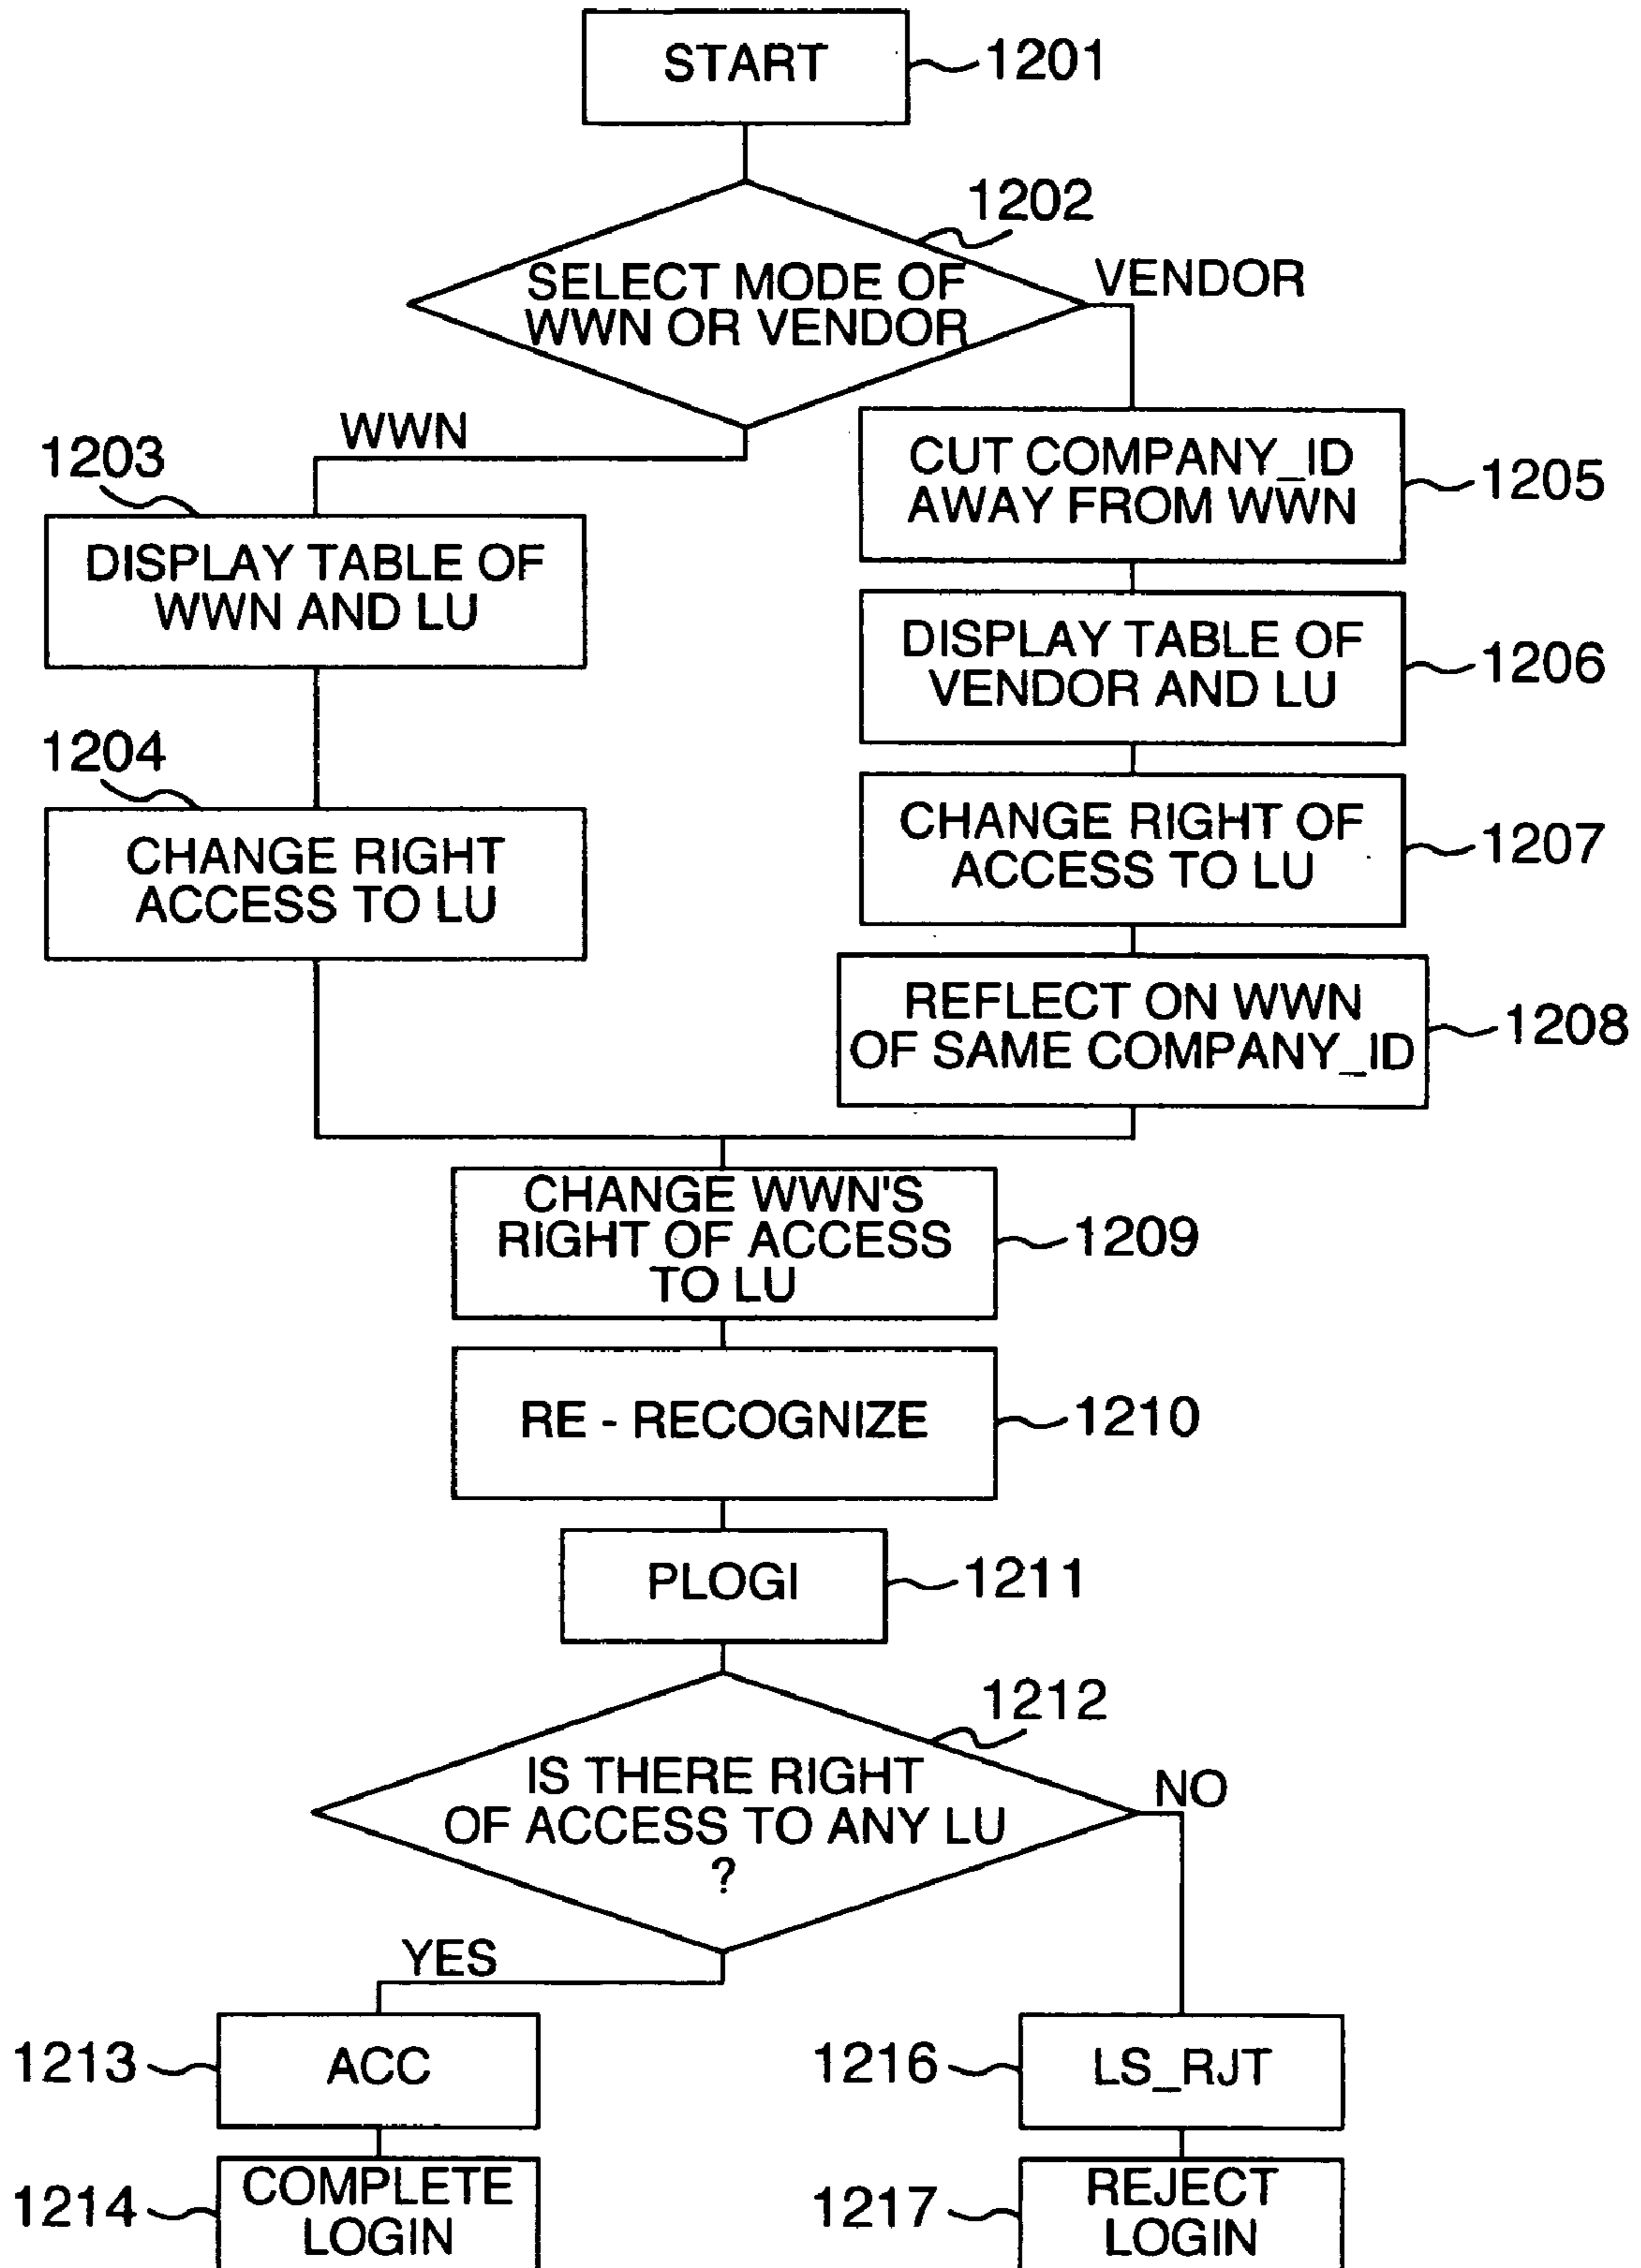 START
1201
1202
SELECT MODE OF
WWN OR VENDOR
VENDOR
WWN
1203
DISPLAY TABLE OF
WWN AND LU
1204
CHANGE RIGHT
ACCESS TO LU
CUT COMPANY_ID
AWAY FROM WWN
1205
DISPLAY TABLE OF
VENDOR AND LU
1206
CHANGE RIGHT OF
ACCESS TO LU
1207
REFLECT ON WWN
OF SAME COMPANY_ID
1208
CHANGE WWN'S
RIGHT OF ACCESS
TO LU
1209
RE - RECOGNIZE
1210
PLOGI
1211
1212
IS THERE RIGHT
OF ACCESS TO ANY LU
?
NO
YES
1213
ACC
1214
COMPLETE
LOGIN
1216
LS_RJT
1217
REJECT
LOGIN